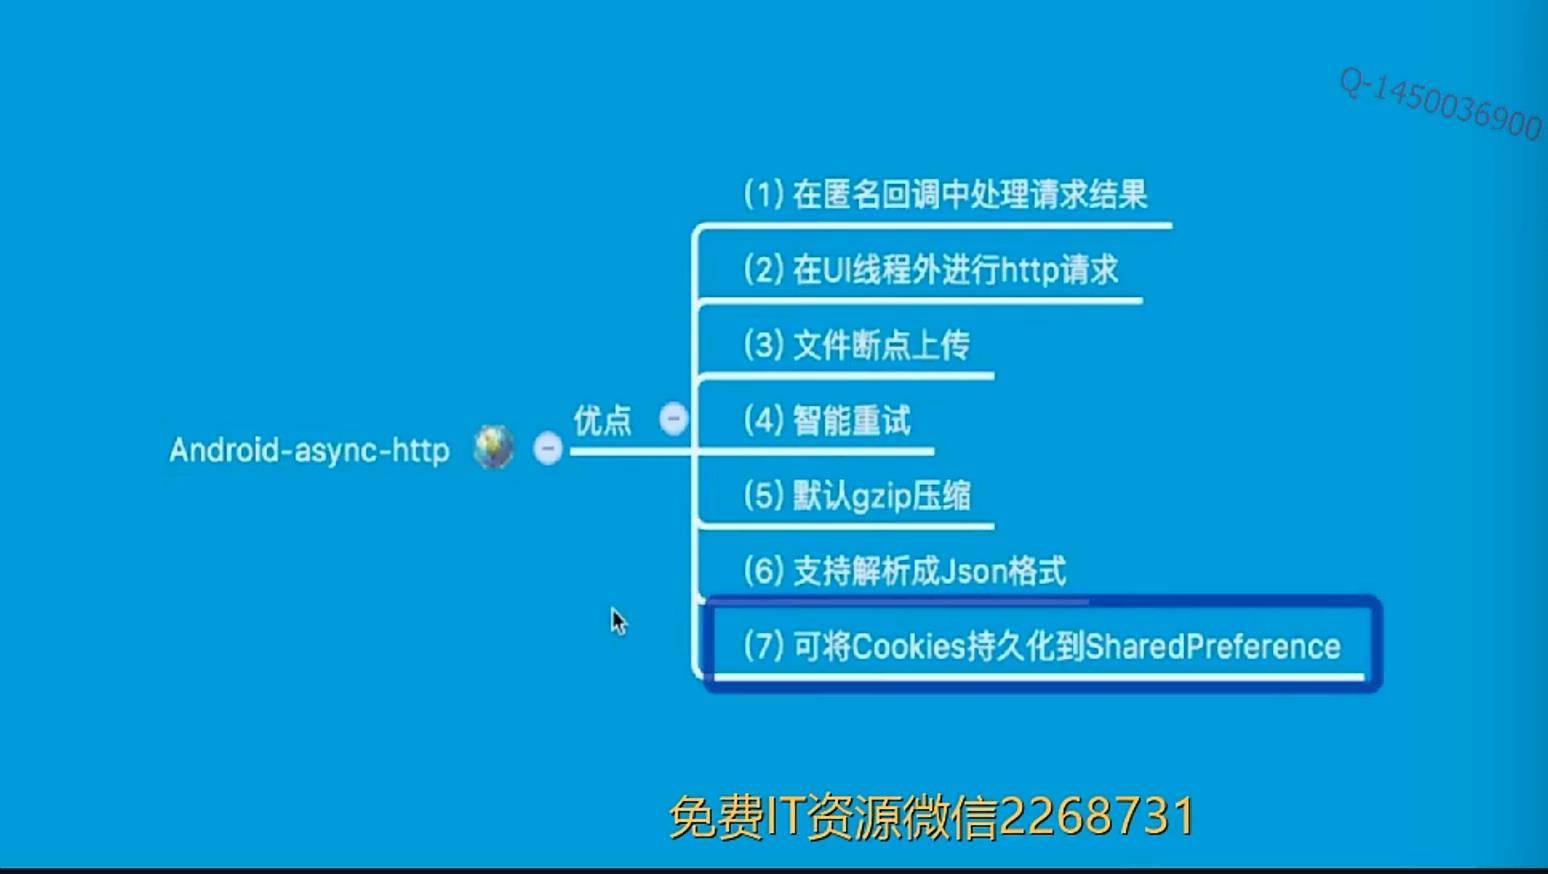 Q-1450036900
(1) 在匿名回调中处理请求结果
(2) 在UI线程外进行http请求
(3) 文件断点上传
优点
(4) 智能重试
Android-async-http
(5) 默认gzip压缩
(6) 支持解析成Json格式
(7) 可将Cookies持久化到SharedPreference
免费IT资源微信2268731